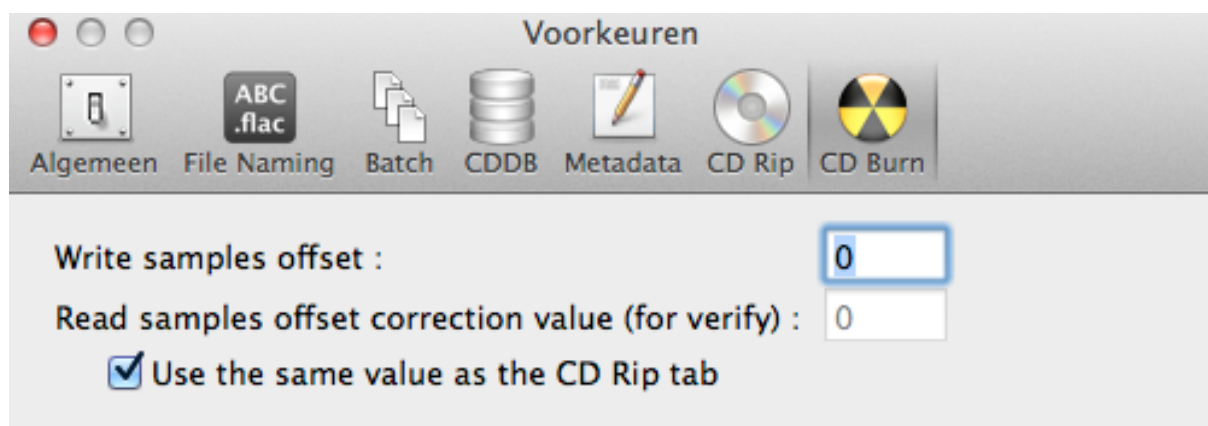 Voorkeuren
ABC
.flac
Algemeen File Naming Batch CDDB Metadata CD Rip CD Burn
Write samples offset : 0
Read samples offset correction value (for verify) : 0
Use the same value as the CD Rip tab